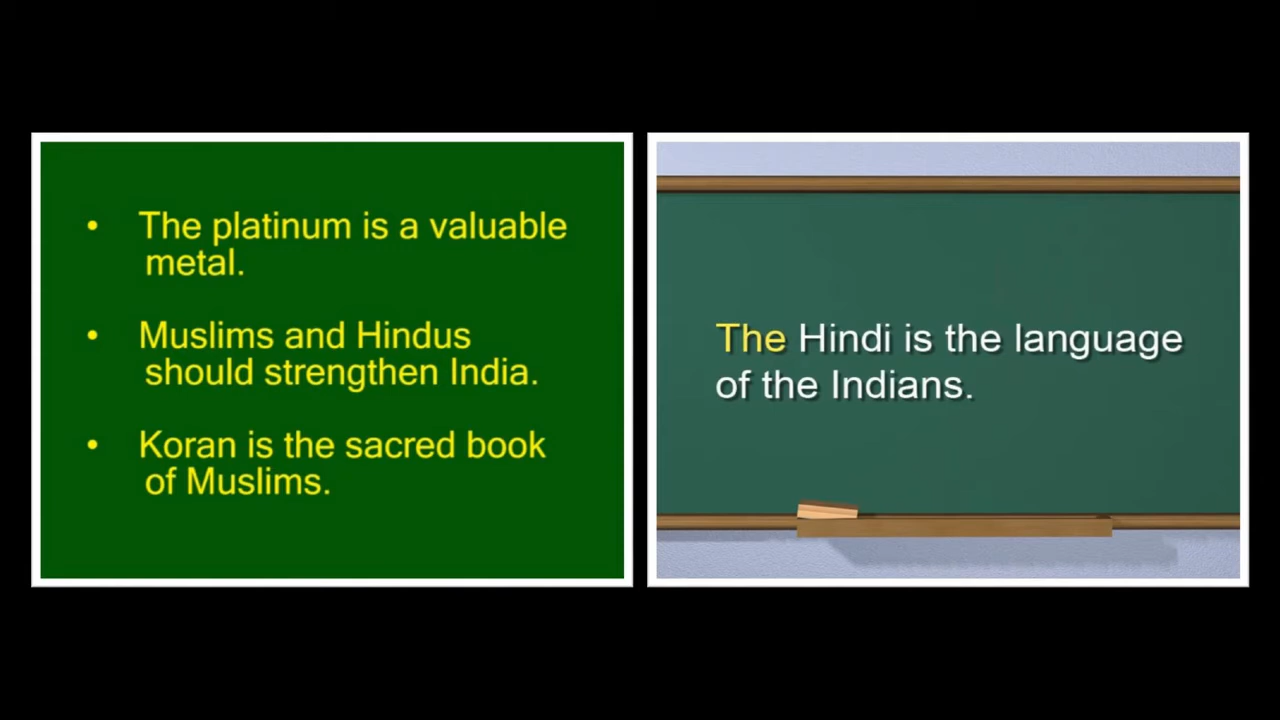 • The platinum is a valuable
metal.
• Muslims and Hindus
should strengthen India.
• Koran is the sacred book
of Muslims.
The Hindi is the language
of the Indians.